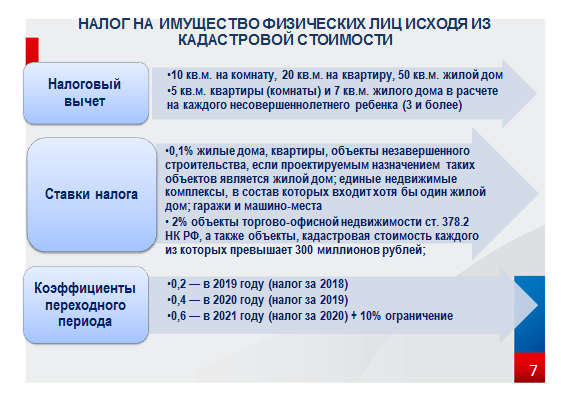 НАЛОГ НА ИМУЩЕСТВО ФИЗИЧЕСКИХ ЛИЦ ИСХОДЯ ИЗ
КАДАСТРОВОЙ СТОИМОСТИ
Налоговый
вычет
•10 кв.м. на комнату, 20 кв.м. на квартиру, 50 кв.м. жилой дом
•5 кв.м. квартиры (комнаты) и 7 кв.м. жилого дома в расчете
на каждого несовершеннолетнего ребенка (3 и более)
Ставки налога
•0,1% жилые дома, квартиры, объекты незавершенного
строительства, если проектируемым назначением таких
объектов является жилой дом; единые недвижимые
комплексы, в состав которых входит хотя бы один жилой
дом; гаражи и машино-места
• 2% объекты торгово-офисной недвижимости ст. 378.2
НК РФ, а также объекты, кадастровая стоимость каждого
из которых превышает 300 миллионов рублей;
Коэффициенты
переходного
периода
•0,2 — в 2019 году (налог за 2018)
•0,4 — в 2020 году (налог за 2019)
•0,6 — в 2021 году (налог за 2020) + 10% ограничение
7